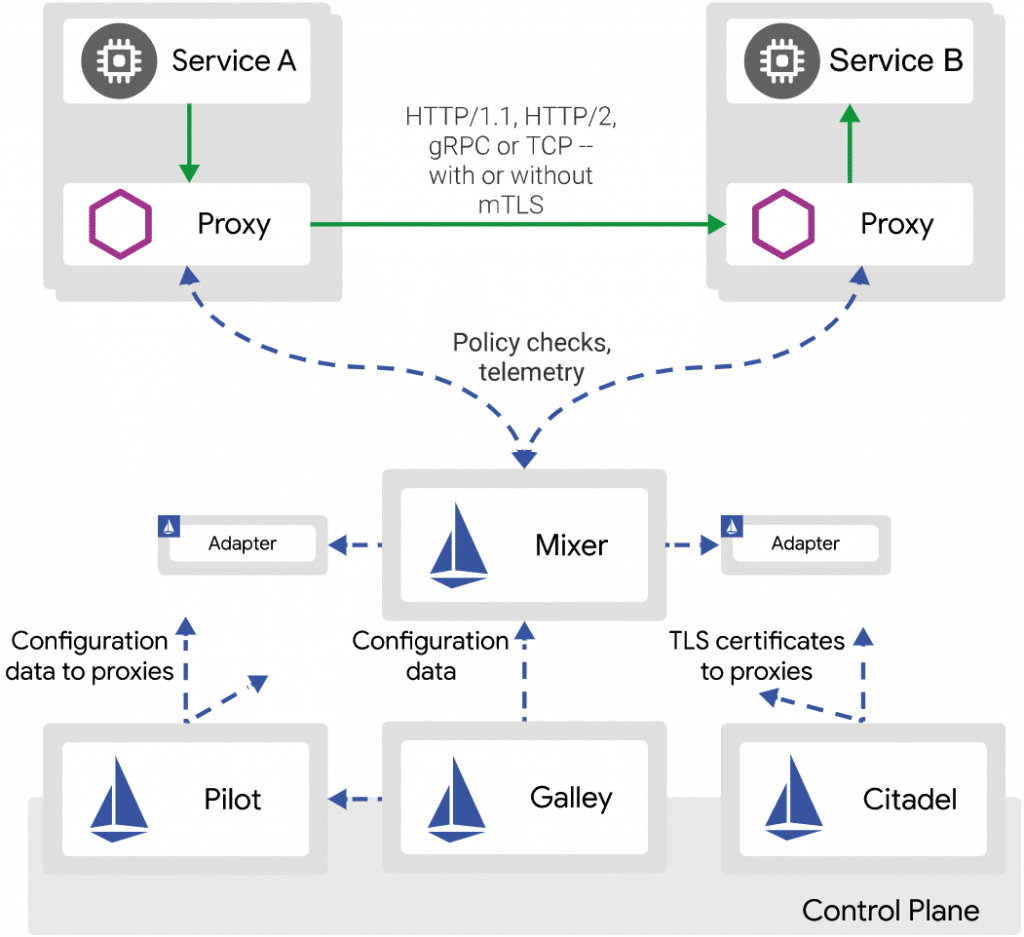 Service A
Service B
HTTP/1.1, HTTP/2,
gRPC or TCP --
with or without
mTLS
Proxy
Proxy
Policy checks,
telemetry
Adapter
Mixer
Adapter
Configuration
data to proxies
Configuration
data
TLS certificates
to proxies
Pilot
Galley
Citadel
Control Plane